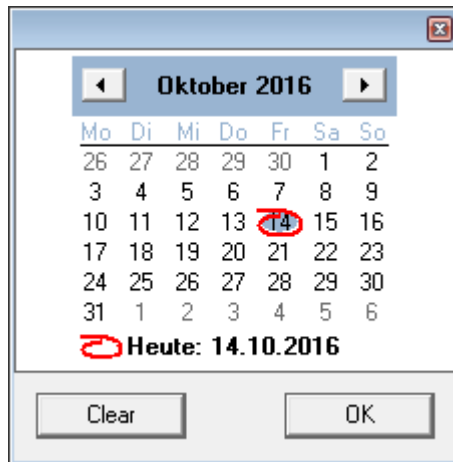 Oktober 2016
Mo Di Mi Do Fr Sa So
26 27 28 29 30 1 2
3 4 5 6 7 8 9
10 11 12 13 14 15 16
17 18 19 20 21 22 23
24 25 26 27 28 29 30
31 1 2 3 4 5 6
Heute: 14.10.2016
Clear OK